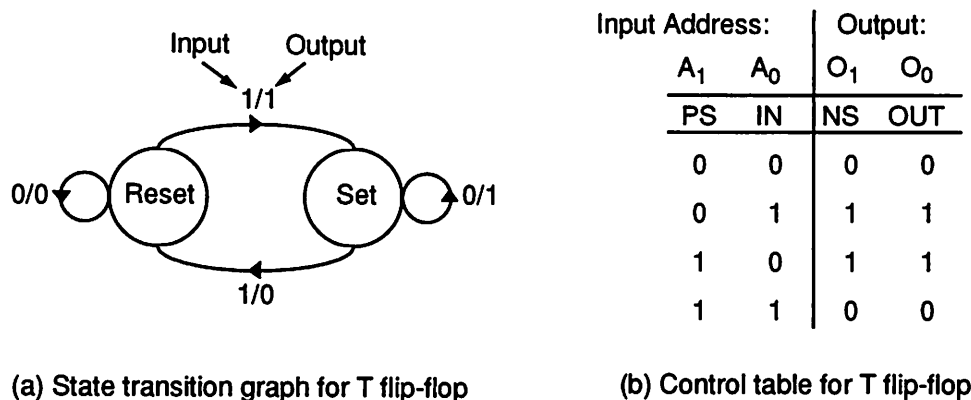 Input Output
1/1
0/0 Reset Set 0/1
1/0
(a) State transition graph for T flip-flop
Input Address: Output:
A₁ A₀ O₁ O₀
PS IN NS OUT
0 0 0 0
0 1 1 1
1 0 1 1
1 1 0 0
(b) Control table for T flip-flop